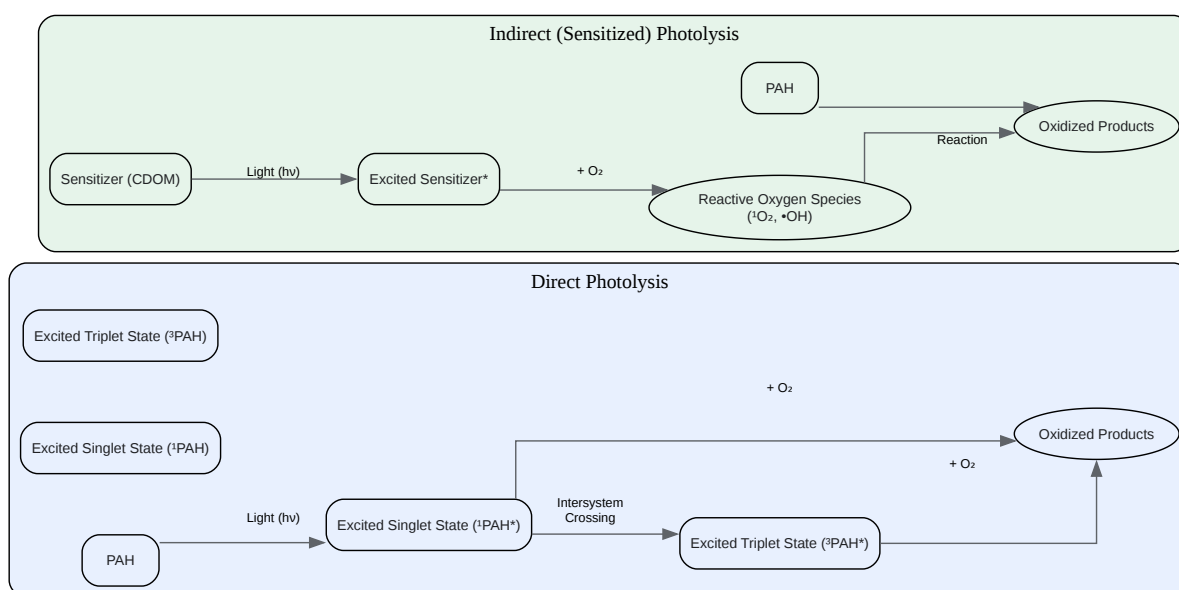 Indirect (Sensitized) Photolysis
PAH
Oxidized Products
Reaction
Sensitizer (CDOM)
Light (hν)
Excited Sensitizer*
+ O₂
Reactive Oxygen Species
(¹O₂, •OH)
Direct Photolysis
Excited Triplet State (³PAH)
+ O₂
Excited Singlet State (¹PAH)
Oxidized Products
+ O₂
Light (hν)
Excited Singlet State (¹PAH*)
Intersystem
Crossing
Excited Triplet State (³PAH*)
PAH